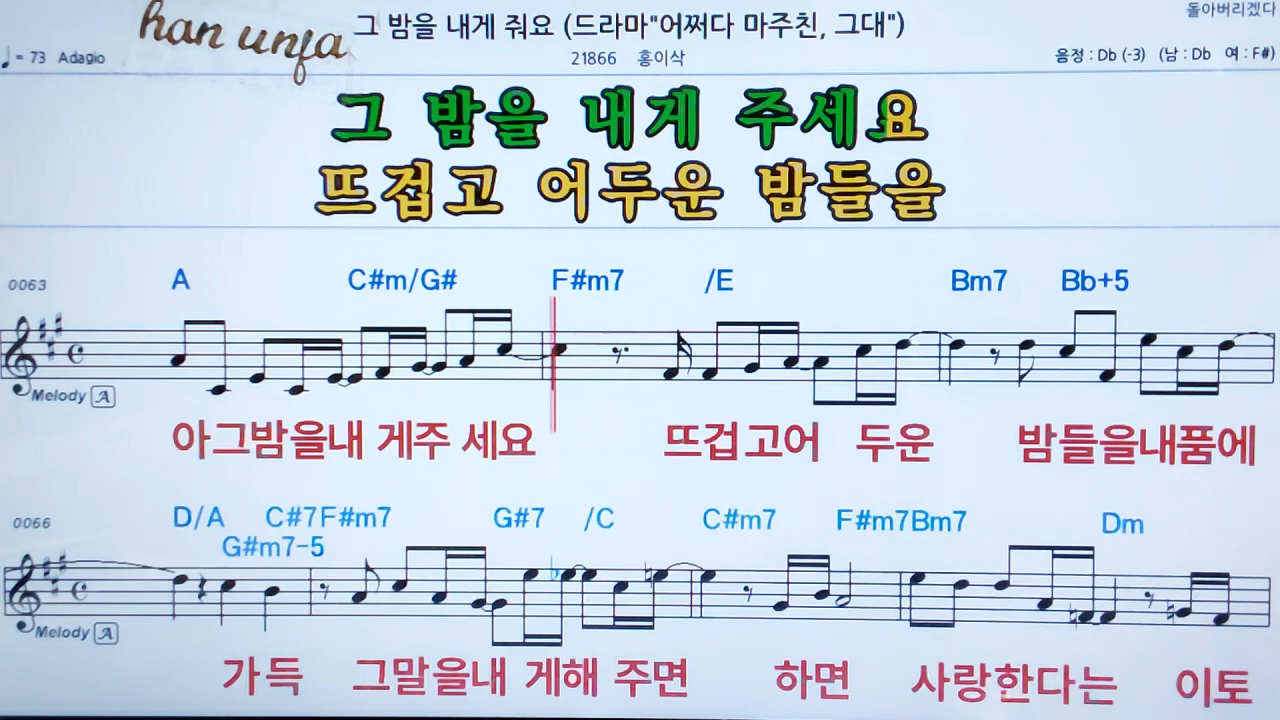 han unja
그 밤을 내게 줘요 (드라마"어쩌다 마주친, 그대")
돌아버리겠다
♩= 73 Adagio
21866 홍이삭
음정 : Db (-3) (남 : Db 여 : F#)
그 밤을 내게 주세요
뜨겁고 어두운 밤들을
0063
A C#m/G# F#m7 /E Bm7 Bb+5
Melody A
아그밤을내 게주 세요 뜨겁고어 두운 밤들을내품에
0066
D/A C#7F#m7 G#7 /C C#m7 F#m7Bm7 Dm
G#m7-5
Melody A
가득 그말을내 게해 주면 하면 사랑한다는 이토